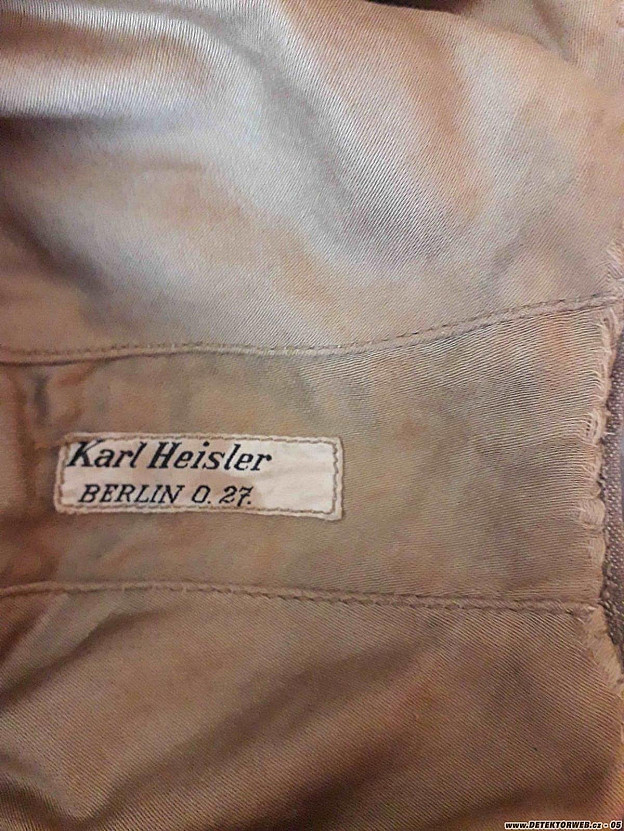 Karl Heisler
BERLIN O. 27.
www.DETEKTORWEB.cz - 05